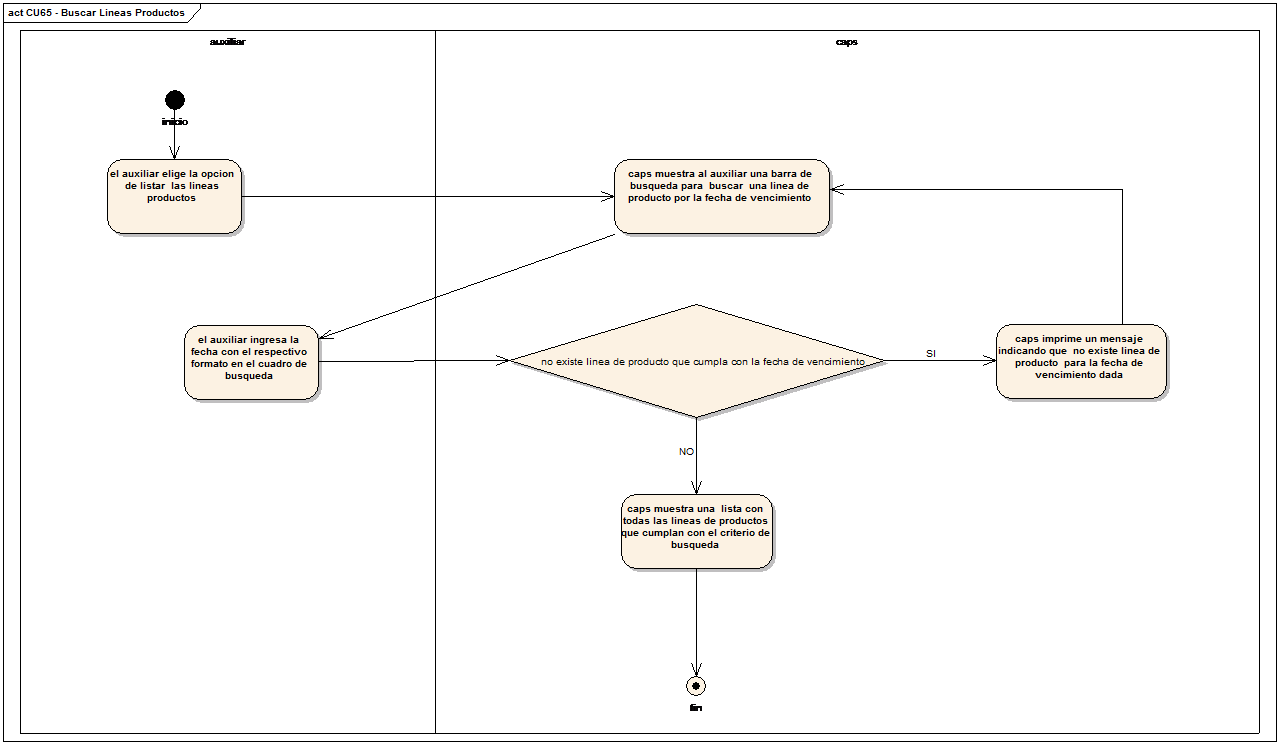 act CU65 - Buscar Lineas Productos
auxiliar
caps
inicio
el auxiliar elige la opcion
de listar las lineas
productos
caps muestra al auxiliar una barra de
busqueda para buscar una linea de
producto por la fecha de vencimiento
el auxiliar ingresa la
fecha con el respectivo
formato en el cuadro de
busqueda
no existe linea de producto que cumpla con la fecha de vencimiento
SI
caps imprime un mensaje
indicando que no existe linea de
producto para la fecha de
vencimiento dada
NO
caps muestra una lista con
todas las lineas de productos
que cumplan con el criterio de
busqueda
fin